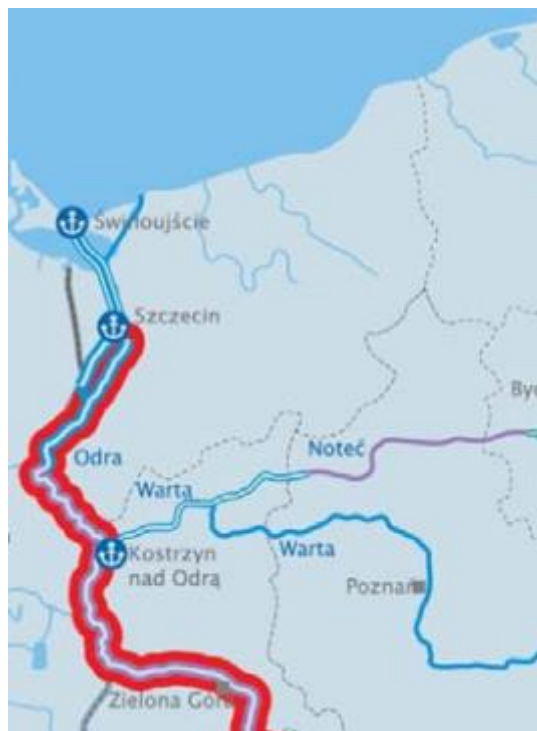 Świnoujście
Szczecin
Odra
Noteć
Warta
Warta
Kostrzyn
nad Odrą
Poznań
Zielona Góra